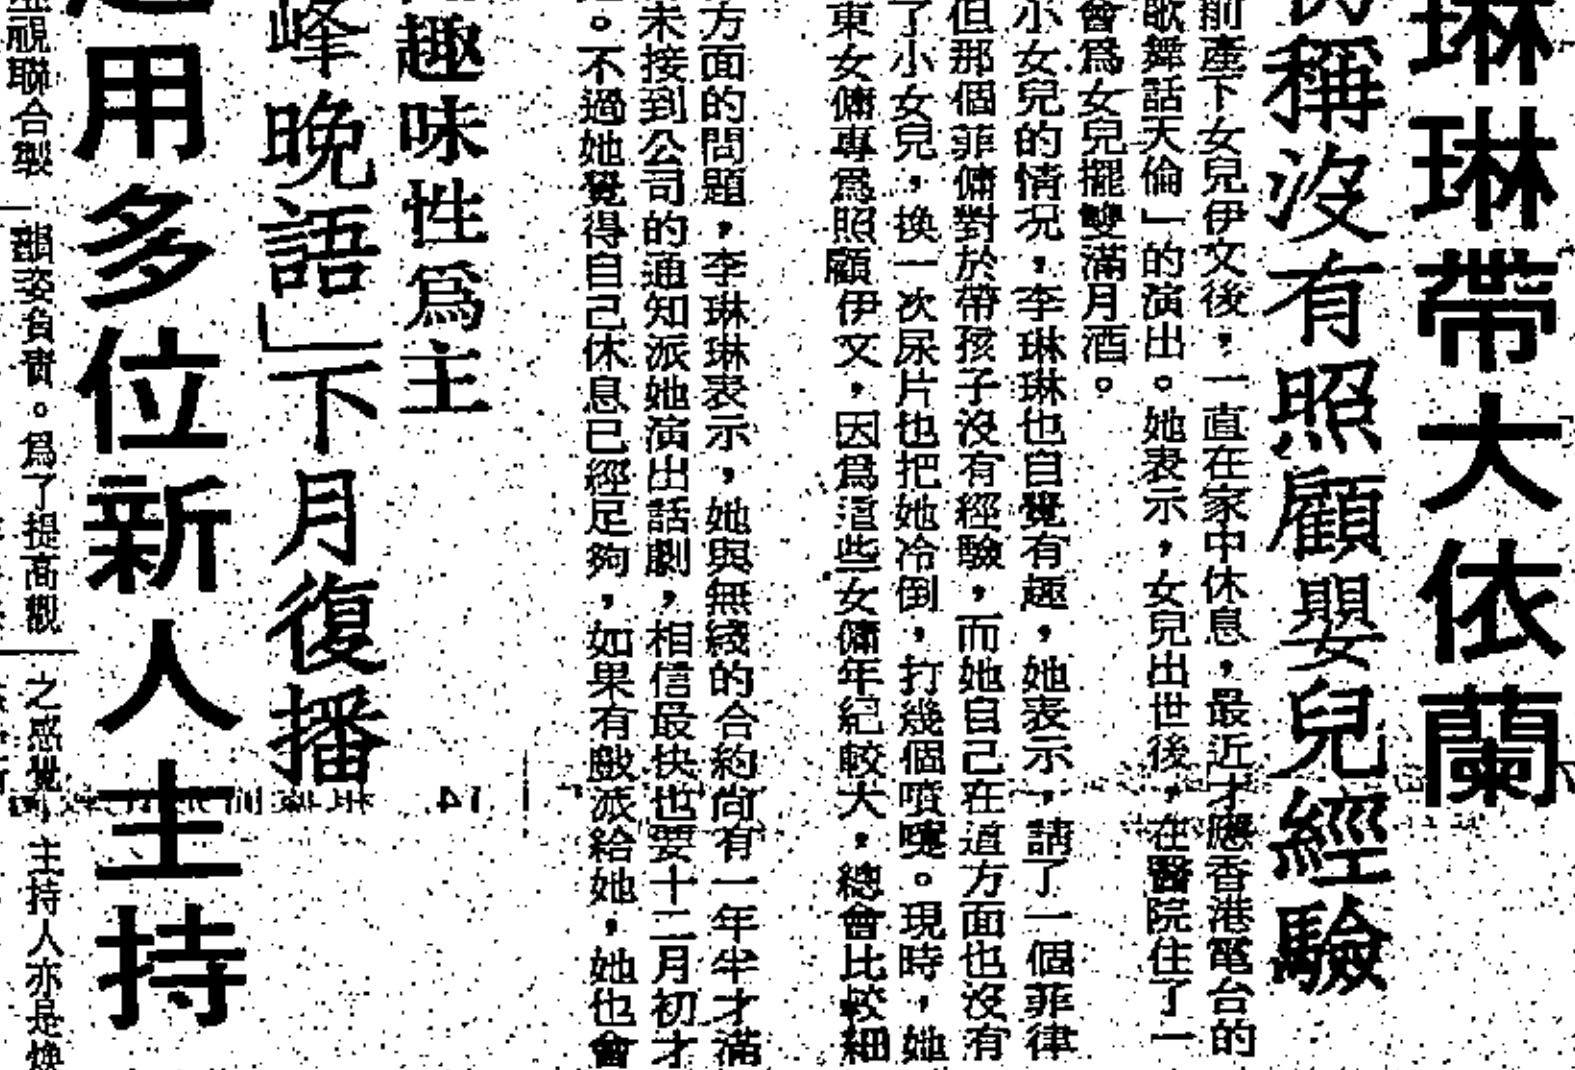 琳琳帶大依蘭
稱沒有照顧嬰兒經驗
前產下女兒伊文後，一直在家中休息，最近才應香港電台的
歌舞話天倫」的演出。她表示，女兒出世後，在醫院住了一
會爲女兒擺雙滿月酒。
小女兒的情况，李琳琳也自覺有趣，她表示，請了一個菲律
但那個菲傭對於帶孩子沒有經驗，而她自己在這方面也沒有
了小女兒，換一次尿片也把她冷倒，打幾個噴嚏。現時，她
東女傭專爲照顧伊文，因爲這些女傭年紀較大，總會比較細
方面的問題，李琳琳表示，她與無綫的合約尚有一年半才滿
未接到公司的通知派她演出話劇，相信最快也要十二月初才
。不過她覺得自己休息已經足夠，如果有戲派給她，她也會
趣味性爲主
峰晚語」下月復播
用多位新人主持
視聯合製
韻姿負責。爲了提高觀
之感覺，主持人亦是煥